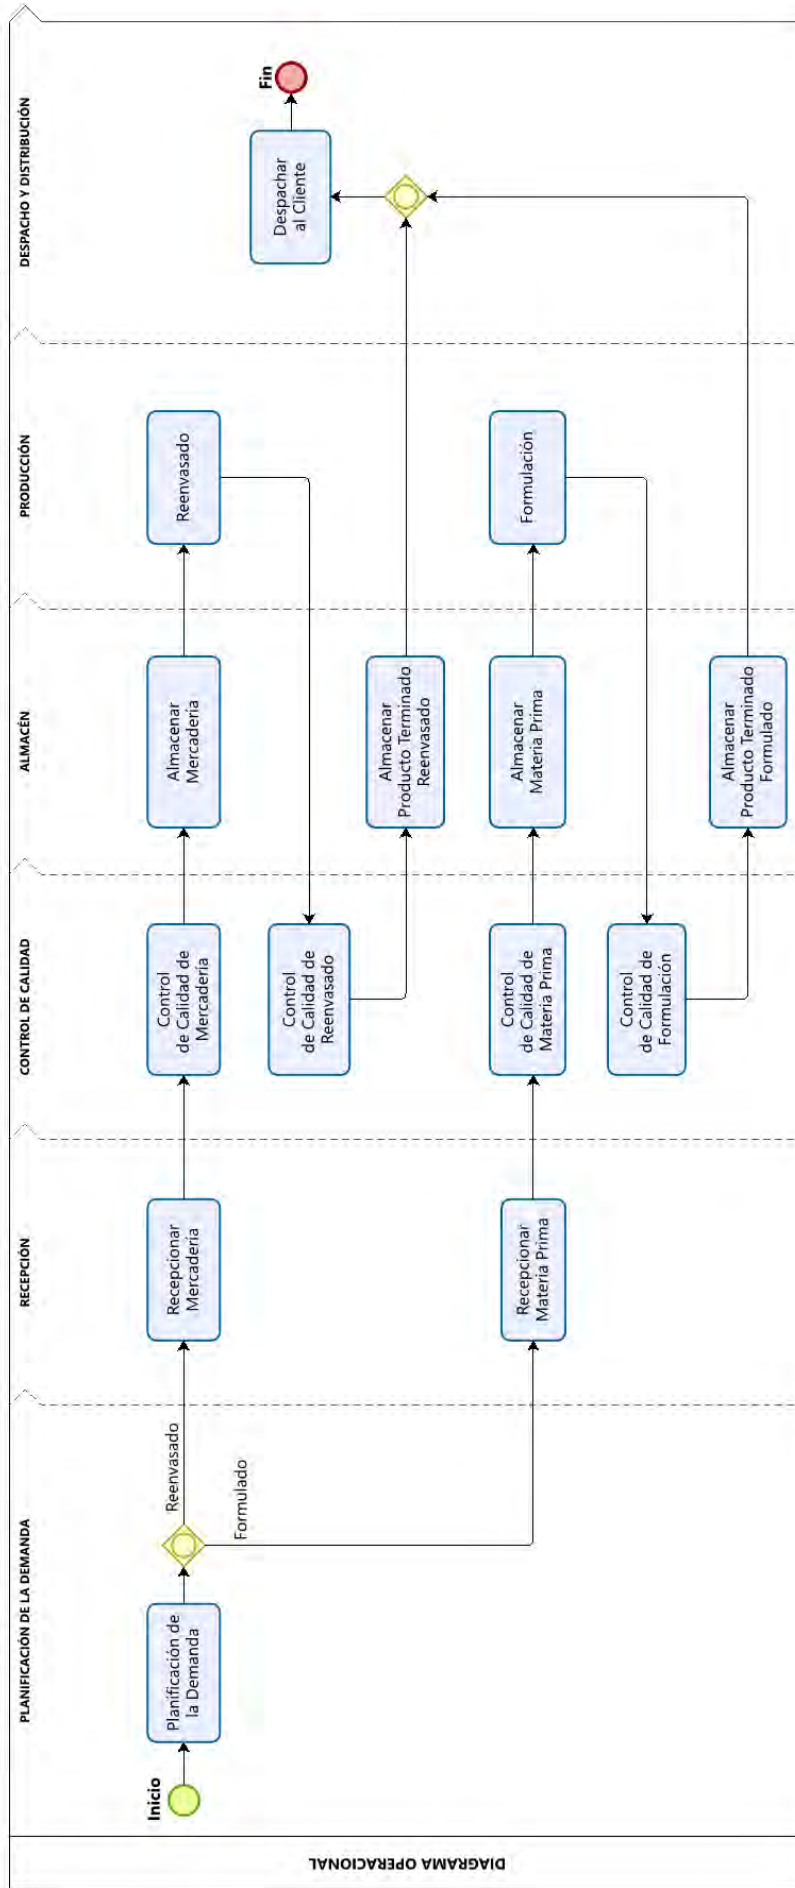 DIAGRAMA OPERACIONAL
PLANIFICACIÓN DE LA DEMANDA
RECEPCIÓN
CONTROL DE CALIDAD
ALMACÉN
PRODUCCIÓN
DESPACHO Y DISTRIBUCIÓN
Inicio
Planificación de
la Demanda
Reenvasado
Formulado
Recepcionar
Mercadería
Control
de Calidad de
Mercadería
Almacenar
Mercadería
Reenvasado
Control
de Calidad de
Reenvasado
Almacenar
Producto Terminado
Reenvasado
Recepcionar
Materia Prima
Control
de Calidad de
Materia Prima
Almacenar
Materia Prima
Formulación
Control
de Calidad de
Formulación
Almacenar
Producto Terminado
Formulado
Despachar
al Cliente
Fin